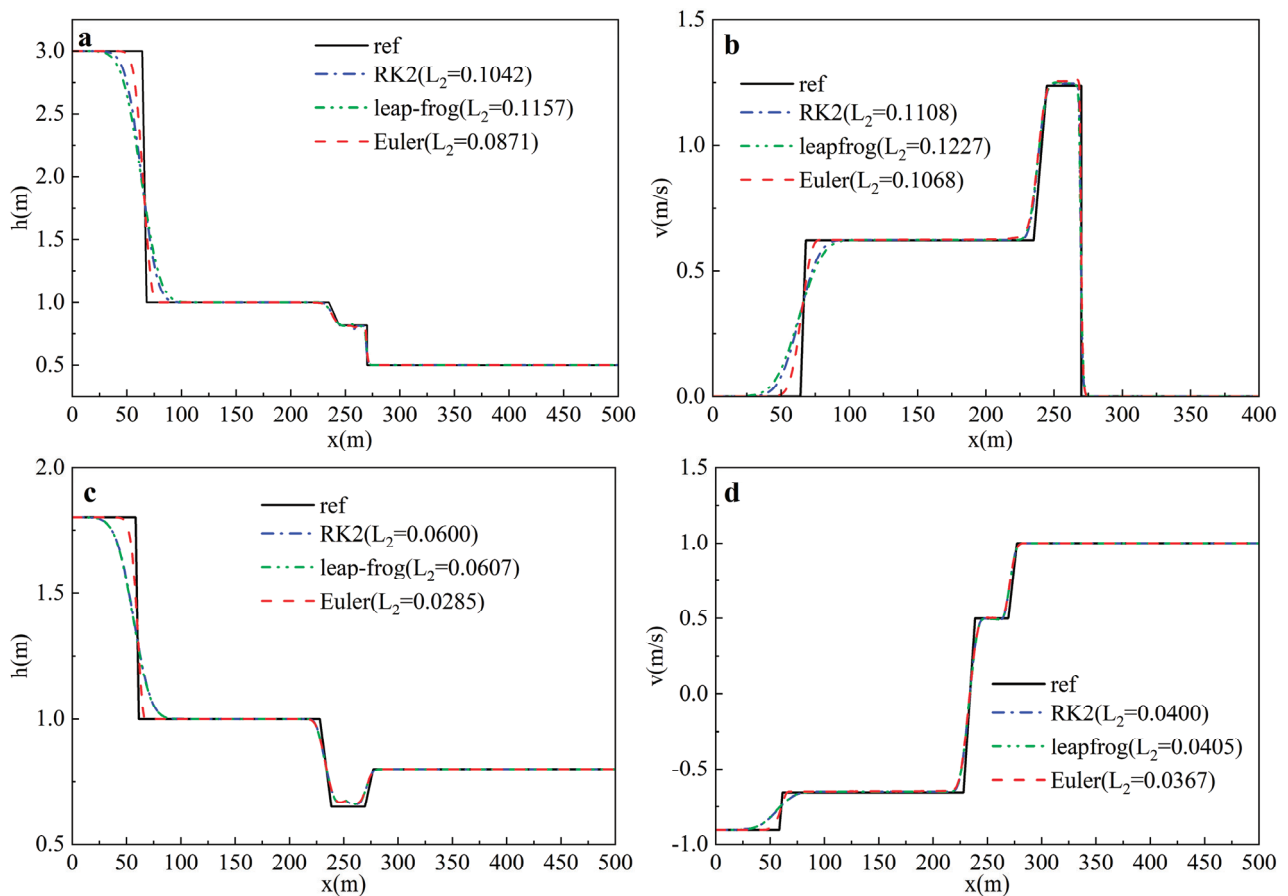 a
ref
RK2(L2=0.1042)
leap-frog(L2=0.1157)
Euler(L2=0.0871)
h(m)
3.0
2.5
2.0
1.5
1.0
0.5
0 50 100 150 200 250 300 350 400 450 500
x(m)
b
ref
RK2(L2=0.1108)
leapfrog(L2=0.1227)
Euler(L2=0.1068)
v(m/s)
1.5
1.0
0.5
0.0
0 50 100 150 200 250 300 350 400
x(m)
c
ref
RK2(L2=0.0600)
leap-frog(L2=0.0607)
Euler(L2=0.0285)
h(m)
2.0
1.5
1.0
0.5
0 50 100 150 200 250 300 350 400 450 500
x(m)
d
ref
RK2(L2=0.0400)
leapfrog(L2=0.0405)
Euler(L2=0.0367)
v(m/s)
1.5
1.0
0.5
0.0
-0.5
-1.0
0 50 100 150 200 250 300 350 400 450 500
x(m)